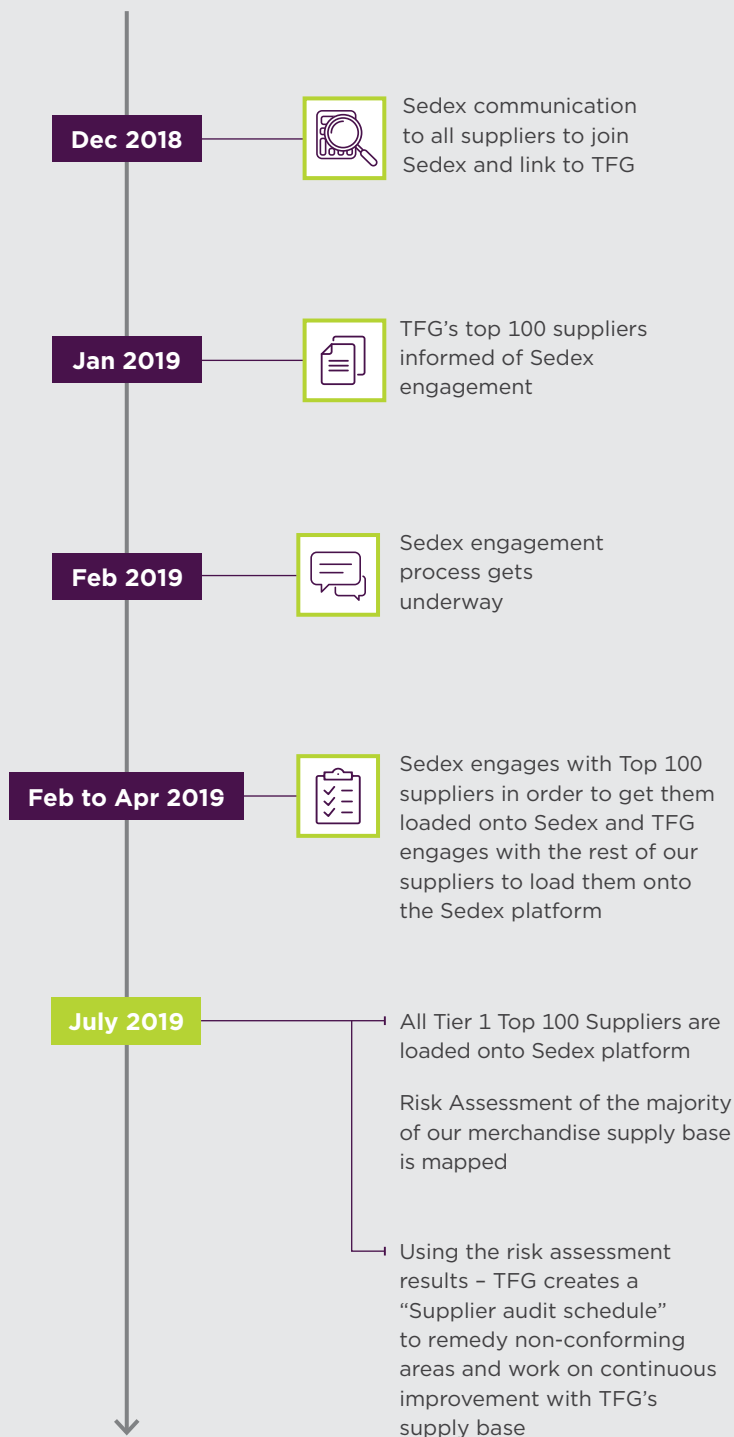 Dec 2018
Sedex communication
to all suppliers to join
Sedex and link to TFG
Jan 2019
TFG's top 100 suppliers
informed of Sedex
engagement
Feb 2019
Sedex engagement
process gets
underway
Feb to Apr 2019
Sedex engages with Top 100
suppliers in order to get them
loaded onto Sedex and TFG
engages with the rest of our
suppliers to load them onto
the Sedex platform
July 2019
All Tier 1 Top 100 Suppliers are
loaded onto Sedex platform
Risk Assessment of the majority
of our merchandise supply base
is mapped
Using the risk assessment
results – TFG creates a
“Supplier audit schedule”
to remedy non-conforming
areas and work on continuous
improvement with TFG's
supply base